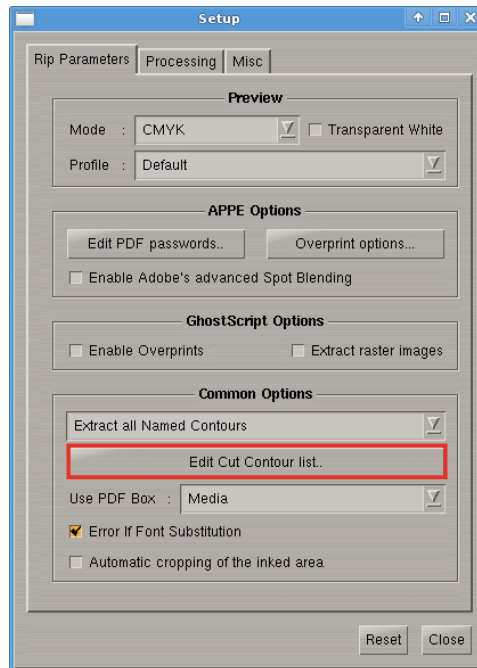 Setup
Rip Parameters Processing Misc
Preview
Mode : CMYK Transparent White
Profile : Default
APPE Options
Edit PDF passwords.. Overprint options...
Enable Adobe's advanced Spot Blending
GhostScript Options
Enable Overprints Extract raster images
Common Options
Extract all Named Contours
Edit Cut Contour list..
Use PDF Box : Media
Error If Font Substitution
Automatic cropping of the inked area
Reset Close